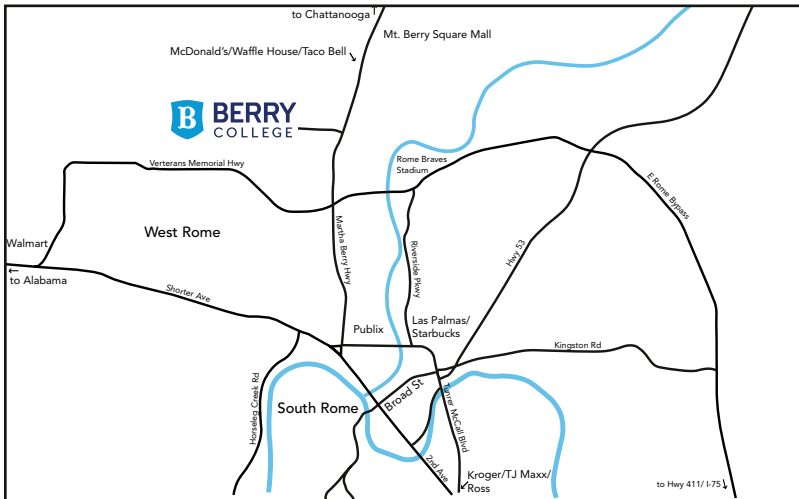 to Chattanooga
Mt. Berry Square Mall
McDonald's/Waffle House/Taco Bell
B
BERRY
COLLEGE
Rome Braves
Stadium
Verterans Memorial Hwy
E Rome Bypass
West Rome
Martha Berry Hwy
Riverside Pkwy
Hwy 53
Walmart
to Alabama
Shorter Ave
Las Palmas/
Starbucks
Publix
Kingston Rd
Horseleg Creek Rd
South Rome
Broad St
Turner McCall Blvd
2nd Ave
Kroger/TJ Maxx/
Ross
to Hwy 411/ I-75